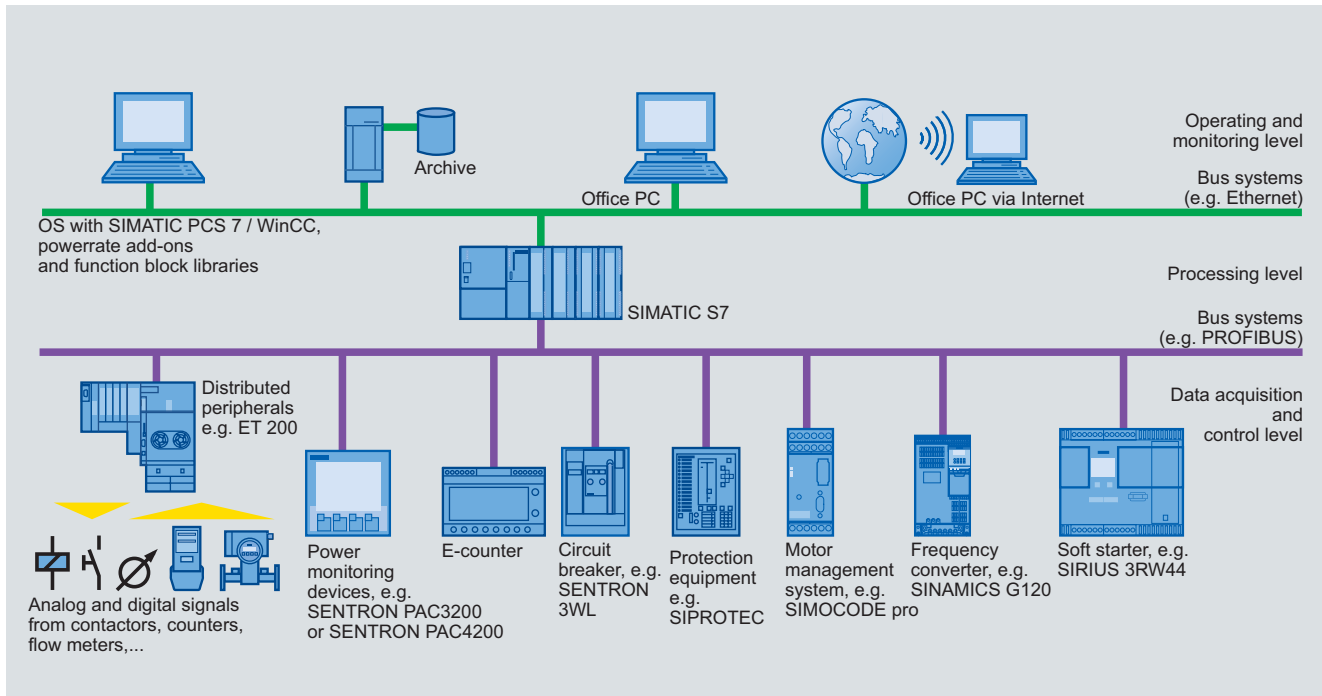 Operating and
monitoring level
Archive
Office PC
Office PC via Internet
Bus systems
(e.g. Ethernet)
OS with SIMATIC PCS 7 / WinCC,
powerrate add-ons
and function block libraries
Processing level
SIMATIC S7
Bus systems
(e.g. PROFIBUS)
Distributed
peripherals
e.g. ET 200
Data acquisition
and
control level
Analog and digital signals
from contactors, counters,
flow meters,...
Power
monitoring
devices, e.g.
SENTRON PAC3200
or SENTRON PAC4200
E-counter
Circuit
breaker, e.g.
SENTRON
3WL
Protection
equipment
e.g.
SIPROTEC
Motor
management
system, e.g.
SIMOCODE pro
Frequency
converter, e.g.
SINAMICS G120
Soft starter, e.g.
SIRIUS 3RW44